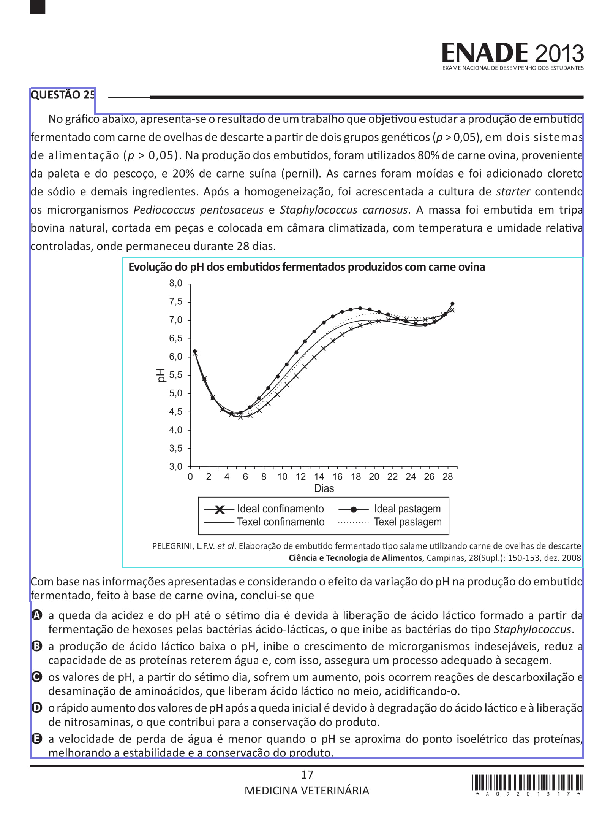 ENADE 2013
EXAME NACIONAL DE DESEMPENHO DOS ESTUDANTES
QUESTÃO 25
No gráfico abaixo, apresenta-se o resultado de um trabalho que objetivou estudar a produção de embutido
fermentado com carne de ovelhas de descarte a partir de dois grupos genéticos (p > 0,05), em dois sistemas
de alimentação (p > 0,05). Na produção dos embutidos, foram utilizados 80% de carne ovina, proveniente
da paleta e do pescoço, e 20% de carne suína (pernil). As carnes foram moídas e foi adicionado cloreto
de sódio e demais ingredientes. Após a homogeneização, foi acrescentada a cultura de starter contendo
os microrganismos Pediococcus pentosaceus e Staphylococcus carnosus. A massa foi embutida em tripa
bovina natural, cortada em peças e colocada em câmara climatizada, com temperatura e umidade relativa
controladas, onde permaneceu durante 28 dias.
Evolução do pH dos embutidos fermentados produzidos com carne ovina
8,0
7,5
7,0
6,5
6,0
5,5
5,0
4,5
4,0
3,5
3,0
pH
0 2 4 6 8 10 12 14 16 18 20 22 24 26 28
Dias
Ideal confinamento Ideal pastagem
Texel confinamento Texel pastagem
PELEGRINI, L.F.V. et al. Elaboração de embutido fermentado tipo salame utilizando carne de ovelhas de descarte.
Ciência e Tecnologia de Alimentos, Campinas, 28(Supl.): 150-153, dez. 2008
Com base nas informações apresentadas e considerando o efeito da variação do pH na produção do embutido
fermentado, feito à base de carne ovina, conclui-se que
A a queda da acidez e do pH até o sétimo dia é devida à liberação de ácido láctico formado a partir da
fermentação de hexoses pelas bactérias ácido-lácticas, o que inibe as bactérias do tipo Staphylococcus.
B a produção de ácido láctico baixa o pH, inibe o crescimento de microrganismos indesejáveis, reduz a
capacidade de as proteínas reterem água e, com isso, assegura um processo adequado à secagem.
C os valores de pH, a partir do sétimo dia, sofrem um aumento, pois ocorrem reações de descarboxilação e
desaminação de aminoácidos, que liberam ácido láctico no meio, acidificando-o.
D o rápido aumento dos valores de pH após a queda inicial é devido à degradação do ácido láctico e à liberação
de nitrosaminas, o que contribui para a conservação do produto.
E a velocidade de perda de água é menor quando o pH se aproxima do ponto isoelétrico das proteínas,
melhorando a estabilidade e a conservação do produto.
17
MEDICINA VETERINÁRIA